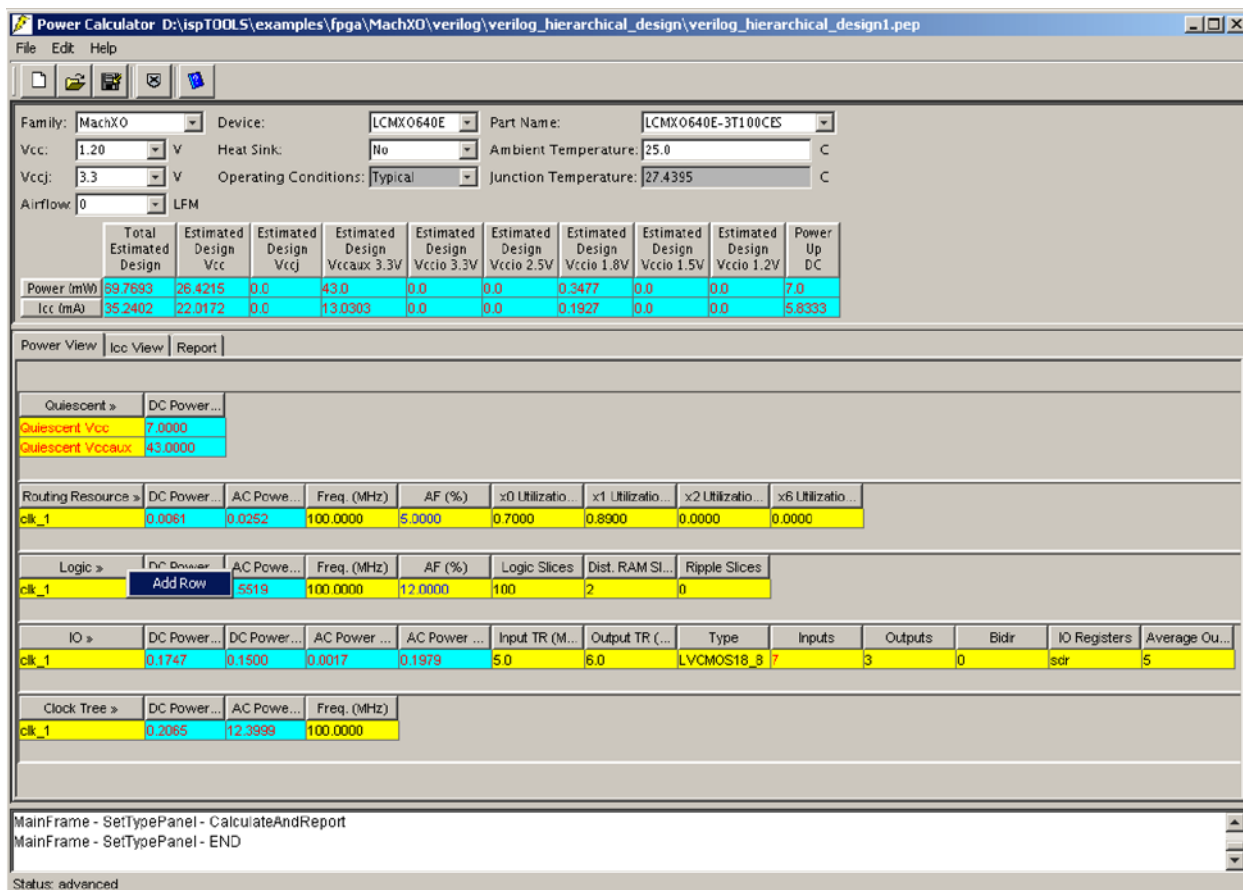 Power Calculator D:\ispTOOLS\examples\fpga\MachXO\verilog\verilog_hierarchical_design\verilog_hierarchical_design1.pep
File Edit Help
Family: MachXO Device: LCMXO640E Part Name: LCMXO640E-3T100CES
Vcc: 1.20 V Heat Sink: No Ambient Temperature: 25.0 C
Vccj: 3.3 V Operating Conditions: Typical Junction Temperature: 27.4395 C
Airflow: 0 LFM
Total Estimated Estimated Estimated Estimated Estimated Estimated Estimated Estimated Power
Estimated Design Design Design Design Design Design Design Design Up
Design Vcc Vccj Vccaux 3.3V Vccio 3.3V Vccio 2.5V Vccio 1.8V Vccio 1.5V Vccio 1.2V DC
Power (mW) 69.7693 26.4215 0.0 43.0 0.0 0.0 0.3477 0.0 0.0 7.0
Icc (mA) 35.2402 22.0172 0.0 13.0303 0.0 0.0 0.1927 0.0 0.0 5.8333
Power View Icc View Report
Quiescent » DC Power...
Quiescent Vcc 7.0000
Quiescent Vccaux 43.0000
Routing Resource » DC Power... AC Powe... Freq. (MHz) AF (%) x0 Utilizatio... x1 Utilizatio... x2 Utilizatio... x6 Utilizatio...
clk_1 0.0061 0.0252 100.0000 5.0000 0.7000 0.8900 0.0000 0.0000
Logic » DC Power... AC Powe... Freq. (MHz) AF (%) Logic Slices Dist. RAM Sl... Ripple Slices
Add Row
clk_1 .5519 100.0000 12.0000 100 2 0
IO » DC Power... DC Power... AC Power ... AC Power ... Input TR (M... Output TR (... Type Inputs Outputs Bidir IO Registers Average Ou...
clk_1 0.1747 0.1500 0.0017 0.1979 5.0 6.0 LVCMOS18_8 7 3 0 sdr 5
Clock Tree » DC Power... AC Powe... Freq. (MHz)
clk_1 0.2065 12.3999 100.0000
MainFrame - SetTypePanel - CalculateAndReport
MainFrame - SetTypePanel - END
Status: advanced